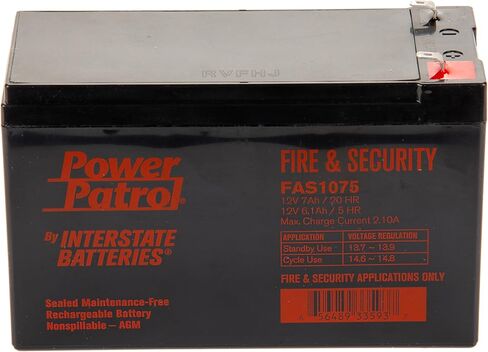 RVFHJ
Power
Patrol®
By INTERSTATE
BATTERIES®
Sealed Maintenance-Free
Rechargeable Battery
Nonspillable – AGM
FIRE & SECURITY
FAS1075
12V 7Ah / 20 HR
12V 6.1Ah / 5 HR
Max. Charge Current 2.10A
APPLICATION VOLTAGE REGULATION
Standby Use 13.7 ~ 13.9
Cycle Use 14.6 ~ 14.8
FIRE & SECURITY APPLICATIONS ONLY